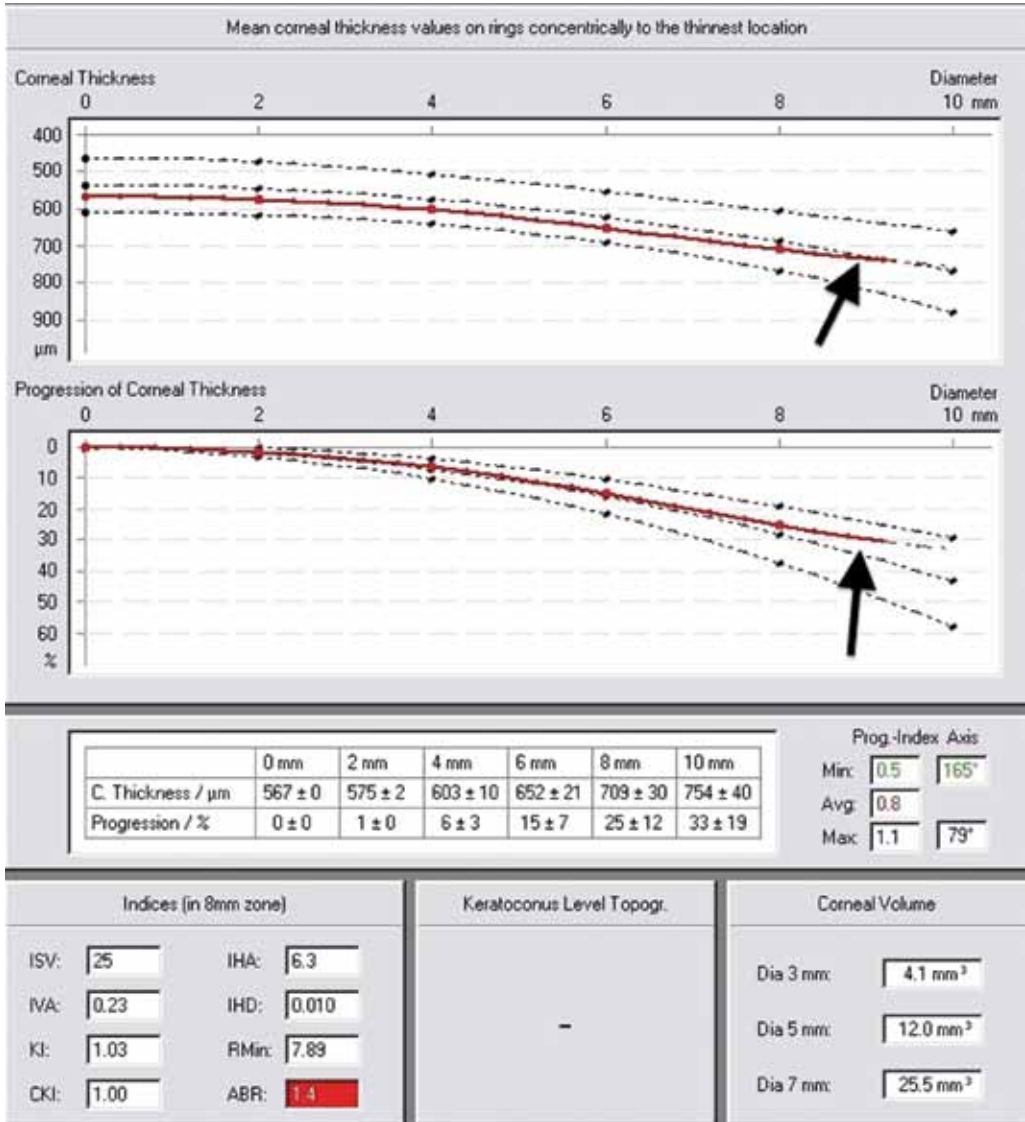 Mean corneal thickness values on rings concentrically to the thinnest location
Corneal Thickness
Diameter
0 2 4 6 8 10 mm
400
500
600
700
800
900
µm
Progression of Corneal Thickness
Diameter
0 2 4 6 8 10 mm
0
10
20
30
40
50
60
%
0 mm 2 mm 4 mm 6 mm 8 mm 10 mm
C. Thickness / µm 567 ± 0 575 ± 2 603 ± 10 652 ± 21 709 ± 30 754 ± 40
Progression / % 0 ± 0 1 ± 0 6 ± 3 15 ± 7 25 ± 12 33 ± 19
Prog.-Index Axis
Min: 0.5 165°
Avg: 0.8
Max: 1.1 79°
Indices (in 8mm zone)
ISV: 25 IHA: 6.3
IVA: 0.23 IHD: 0.010
KI: 1.03 RMin: 7.89
CKI: 1.00 ABR: 1.4
Keratoconus Level Topogr.
-
Corneal Volume
Dia 3 mm: 4.1 mm³
Dia 5 mm: 12.0 mm³
Dia 7 mm: 25.5 mm³